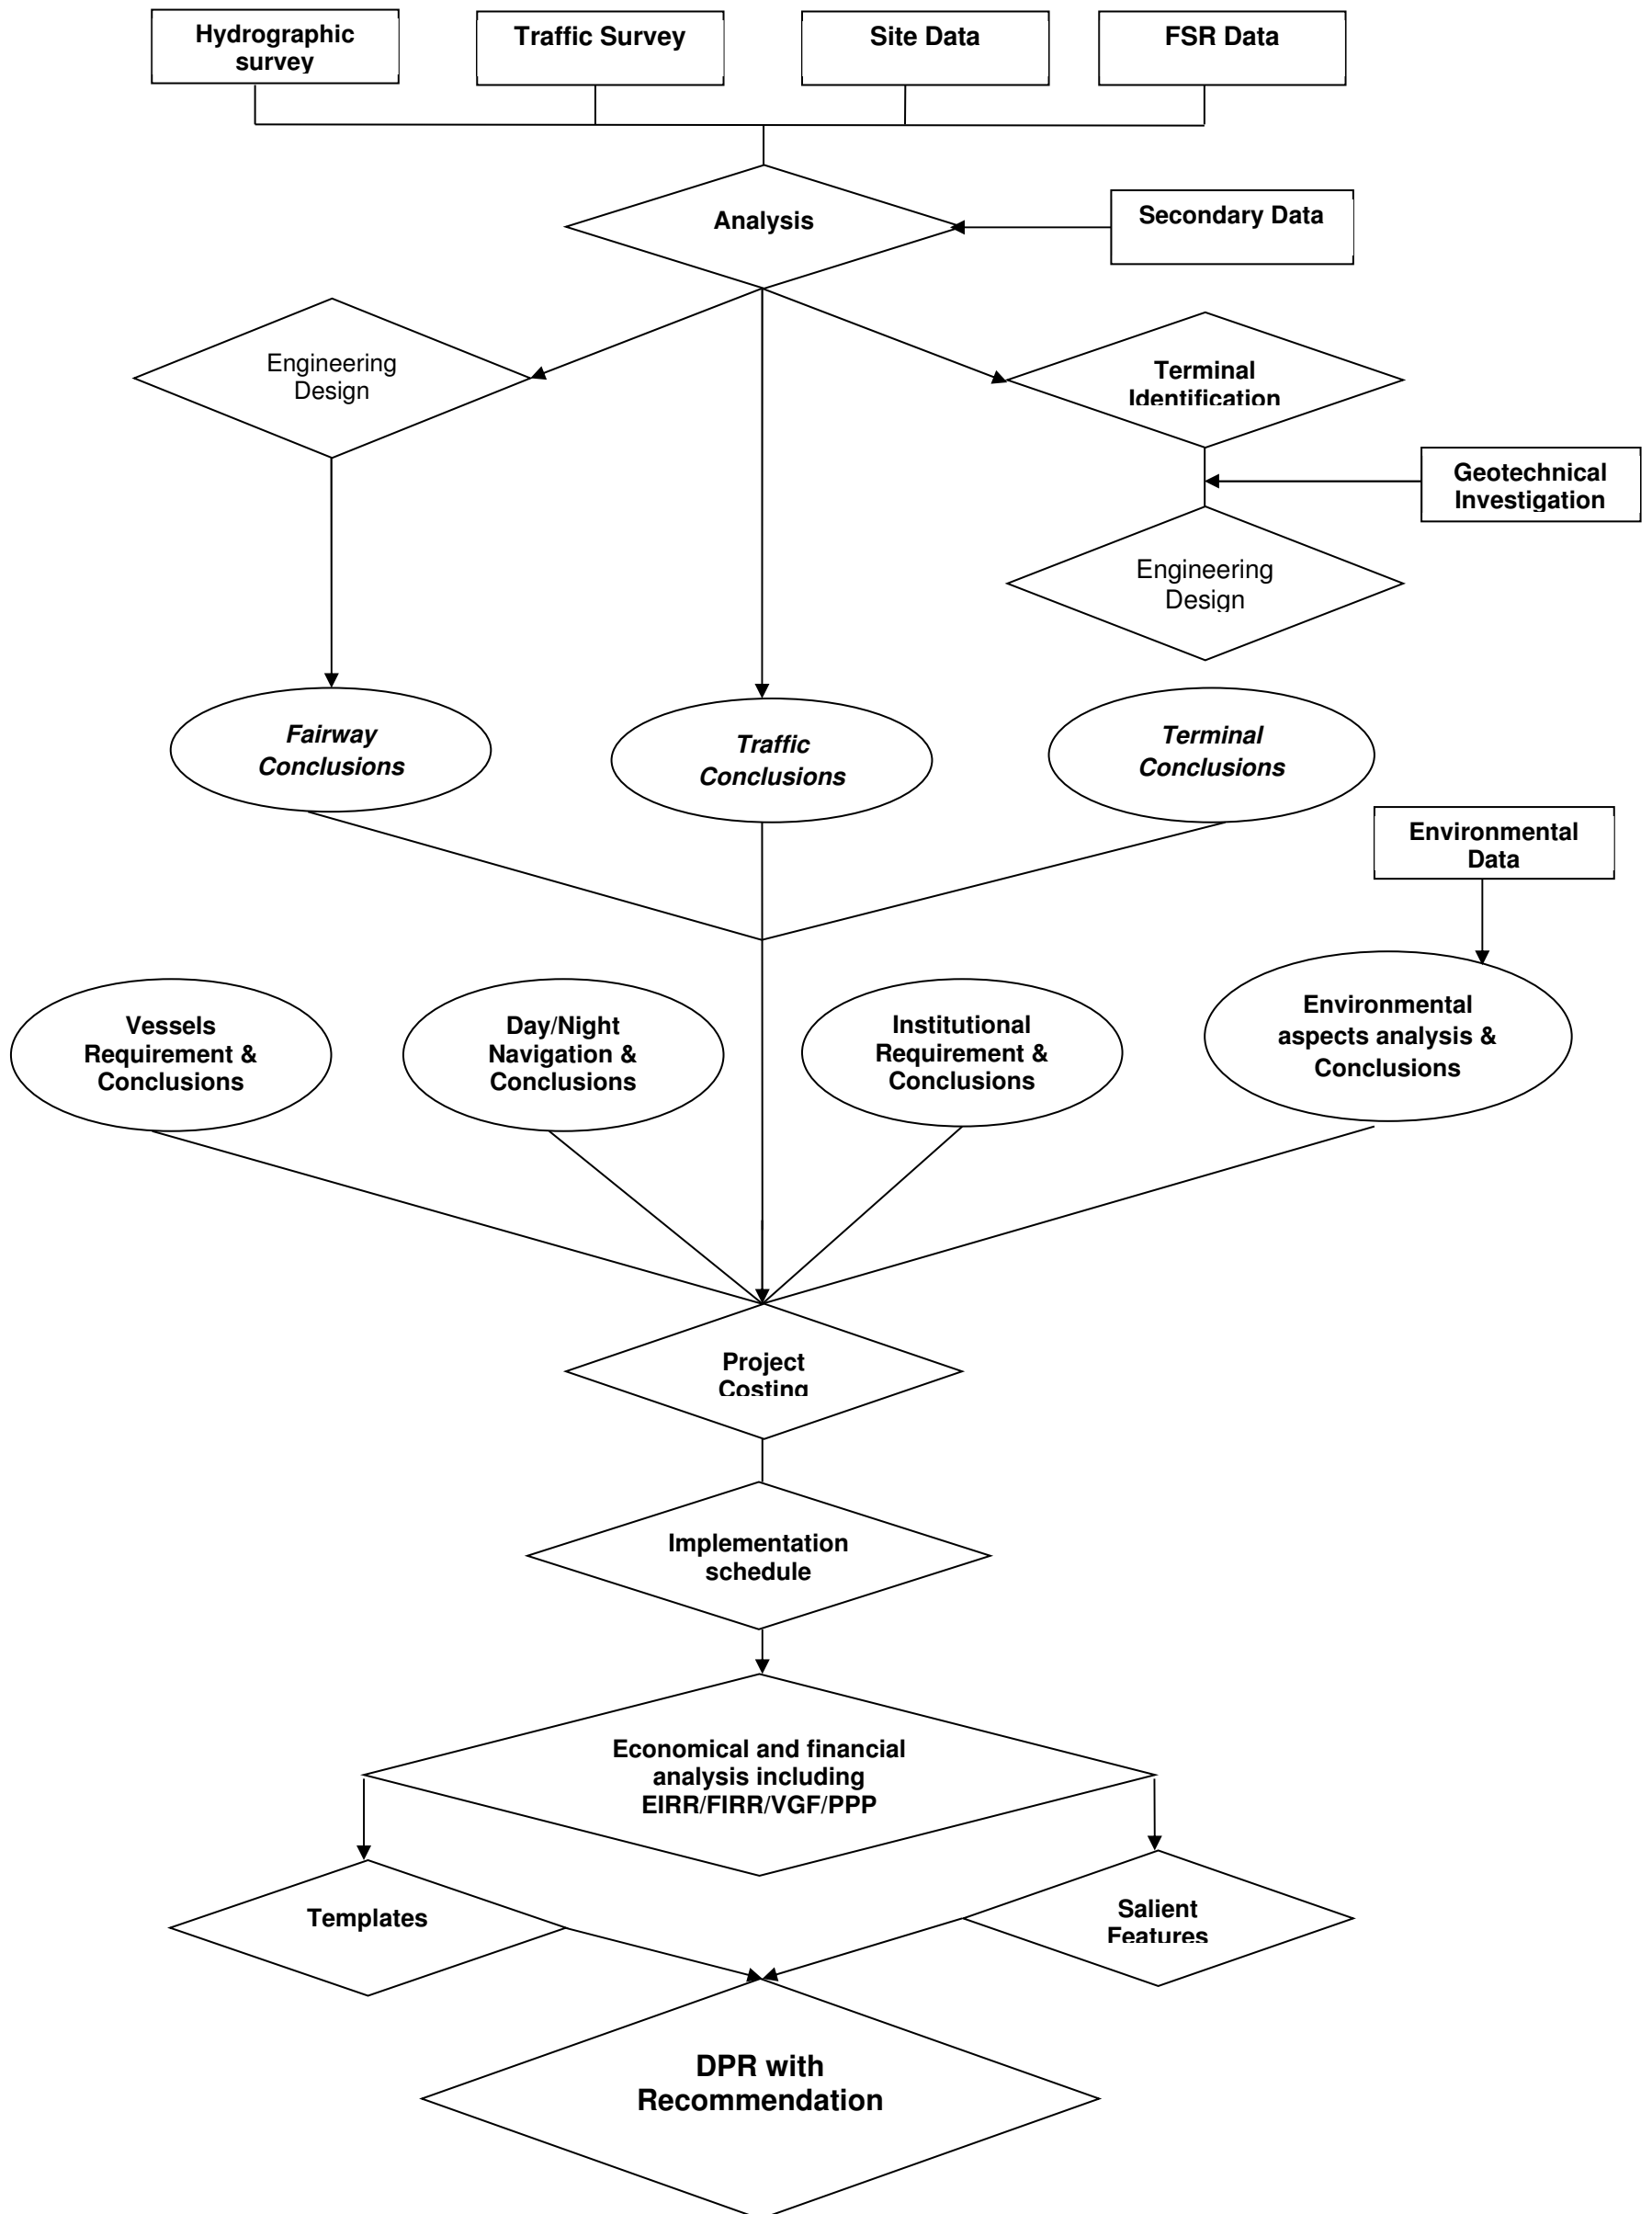 Hydrographic
survey
Traffic Survey
Site Data
FSR Data
Analysis
Secondary Data
Engineering
Design
Terminal
Identification
Geotechnical
Investigation
Engineering
Design
Fairway
Conclusions
Traffic
Conclusions
Terminal
Conclusions
Environmental
Data
Vessels
Requirement &
Conclusions
Day/Night
Navigation &
Conclusions
Institutional
Requirement &
Conclusions
Environmental
aspects analysis &
Conclusions
Project
Costing
Implementation
schedule
Economical and financial
analysis including
EIRR/FIRR/VGF/PPP
Templates
Salient
Features
DPR with
Recommendation